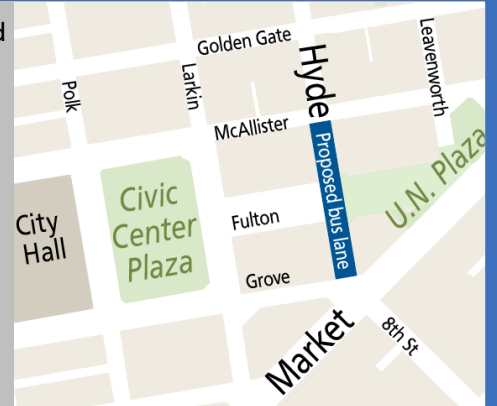 d
Golden Gate
Hyde
Leavenworth
Polk
Larkin
McAllister
Proposed bus lane
U.N. Plaza
City
Hall
Civic
Center
Plaza
Fulton
Grove
Market
8th St